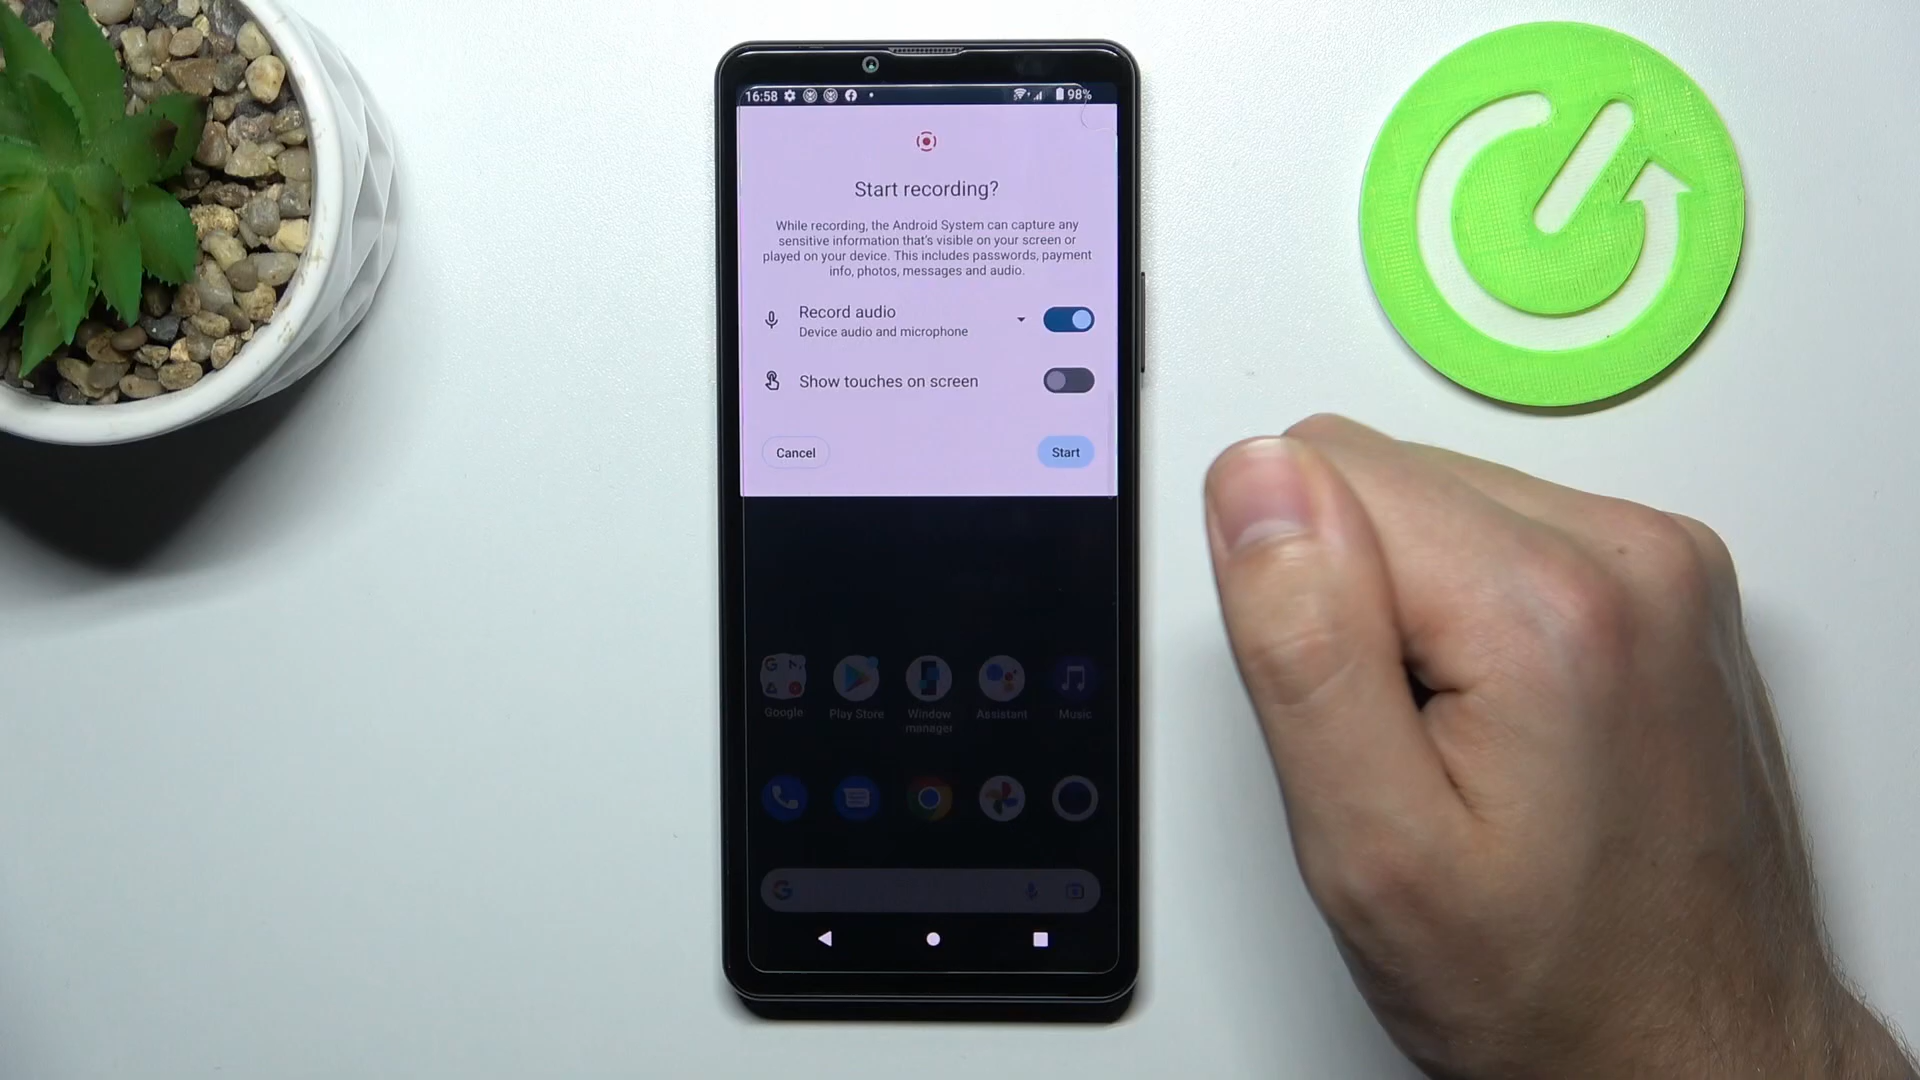 16:58
98%
Start recording?
While recording, the Android System can capture any
sensitive information that's visible on your screen or
played on your device. This includes passwords, payment
info, photos, messages and audio.
Record audio
Device audio and microphone
Show touches on screen
Cancel
Start
Google
Play Store
Window
manager
Assistant
Music